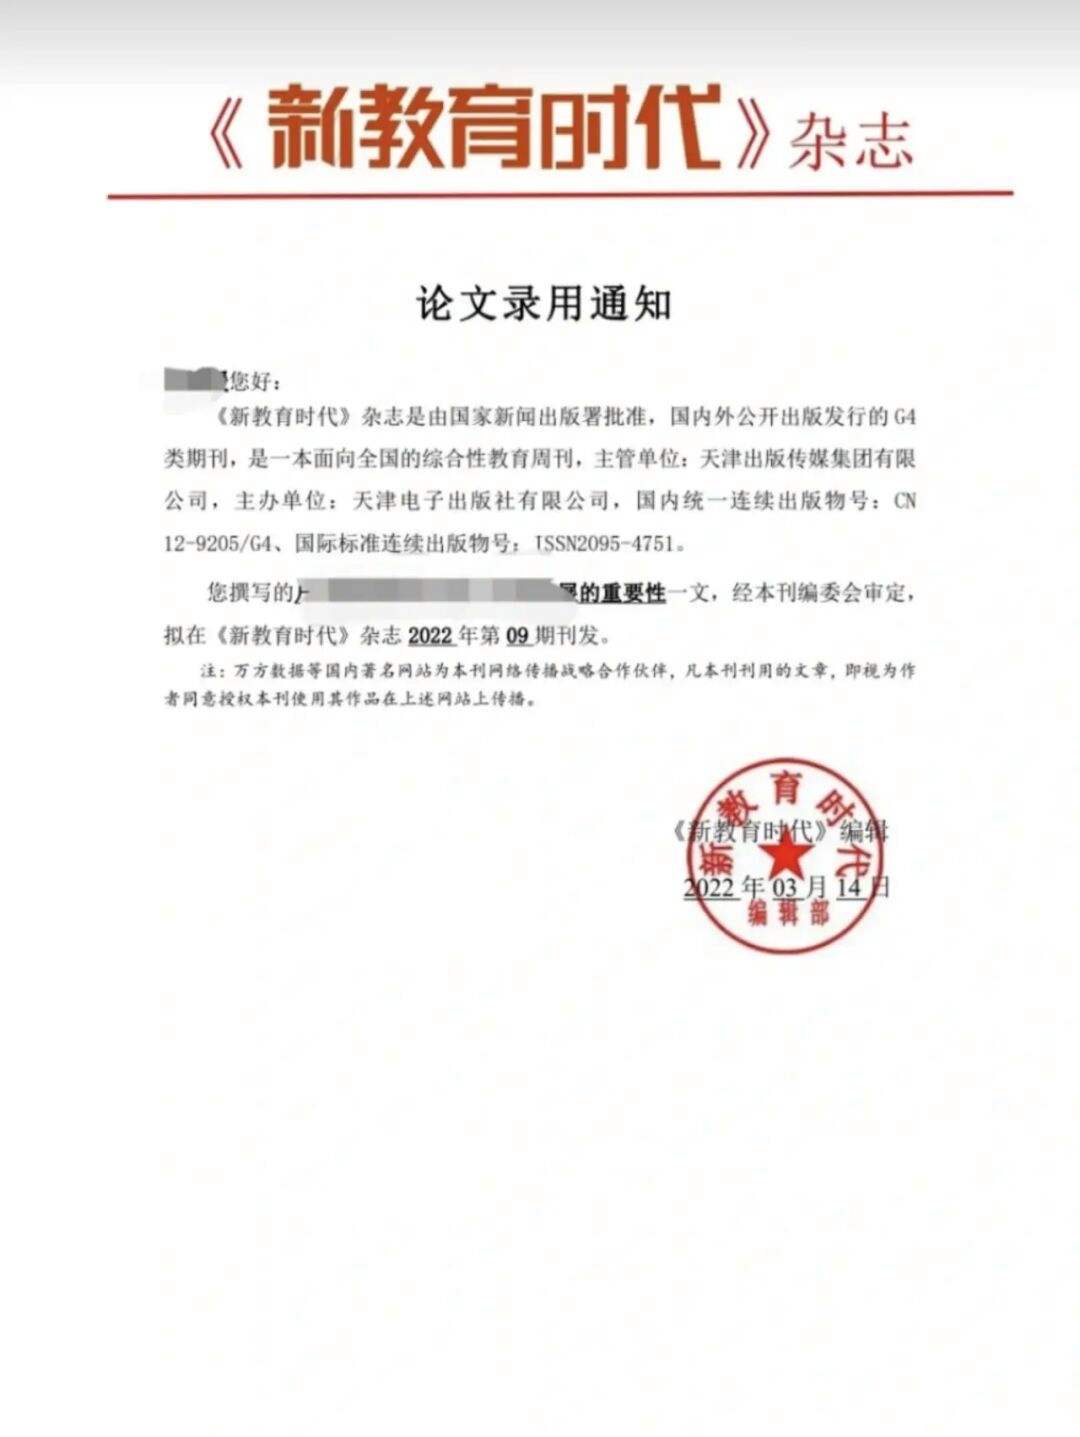 《新教育时代》杂志
论文录用通知
您好：
《新教育时代》杂志是由国家新闻出版署批准，国内外公开出版发行的 G4
类期刊，是一本面向全国的综合性教育周刊，主管单位：天津出版传媒集团有限
公司，主办单位：天津电子出版社有限公司，国内统一连续出版物号：CN
12-9205/G4、国际标准连续出版物号：ISSN2095-4751。
您撰写的 的重要性一文，经本刊编委会审定，
拟在《新教育时代》杂志 2022 年第 09 期刊发。
注：万方数据等国内著名网站为本刊网络传播战略合作伙伴，凡本刊刊用的文章，即视为作
者同意授权本刊使用其作品在上述网站上传播。
新教育时代
《新教育时代》编辑
2022 年 03 月 14 日
编辑部